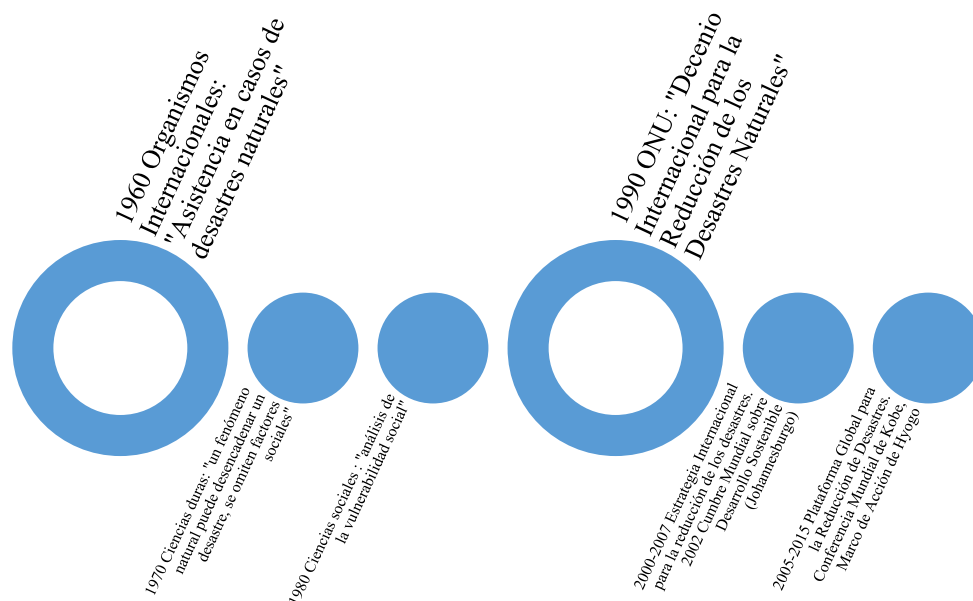 1960 Organismos
Internacionales:
"Asistencia en casos de
desastres naturales"
1970 Ciencias duras: "un fenómeno
natural puede desencadenar un
desastre, se omiten factores
sociales"
1980 Ciencias sociales : "análisis de
la vulnerabilidad social"
1990 ONU: "Decenio
Internacional para la
Reducción de los
Desastres Naturales"
2000-2007 Estrategia Internacional
para la reducción de los desastres.
2002 Cumbre Mundial sobre
Desarrollo Sostenible
(Johannesburgo)
2005-2015 Plataforma Global para
la Reducción de Desastres.
Conferencia Mundial de Kobe,
Marco de Acción de Hyogo